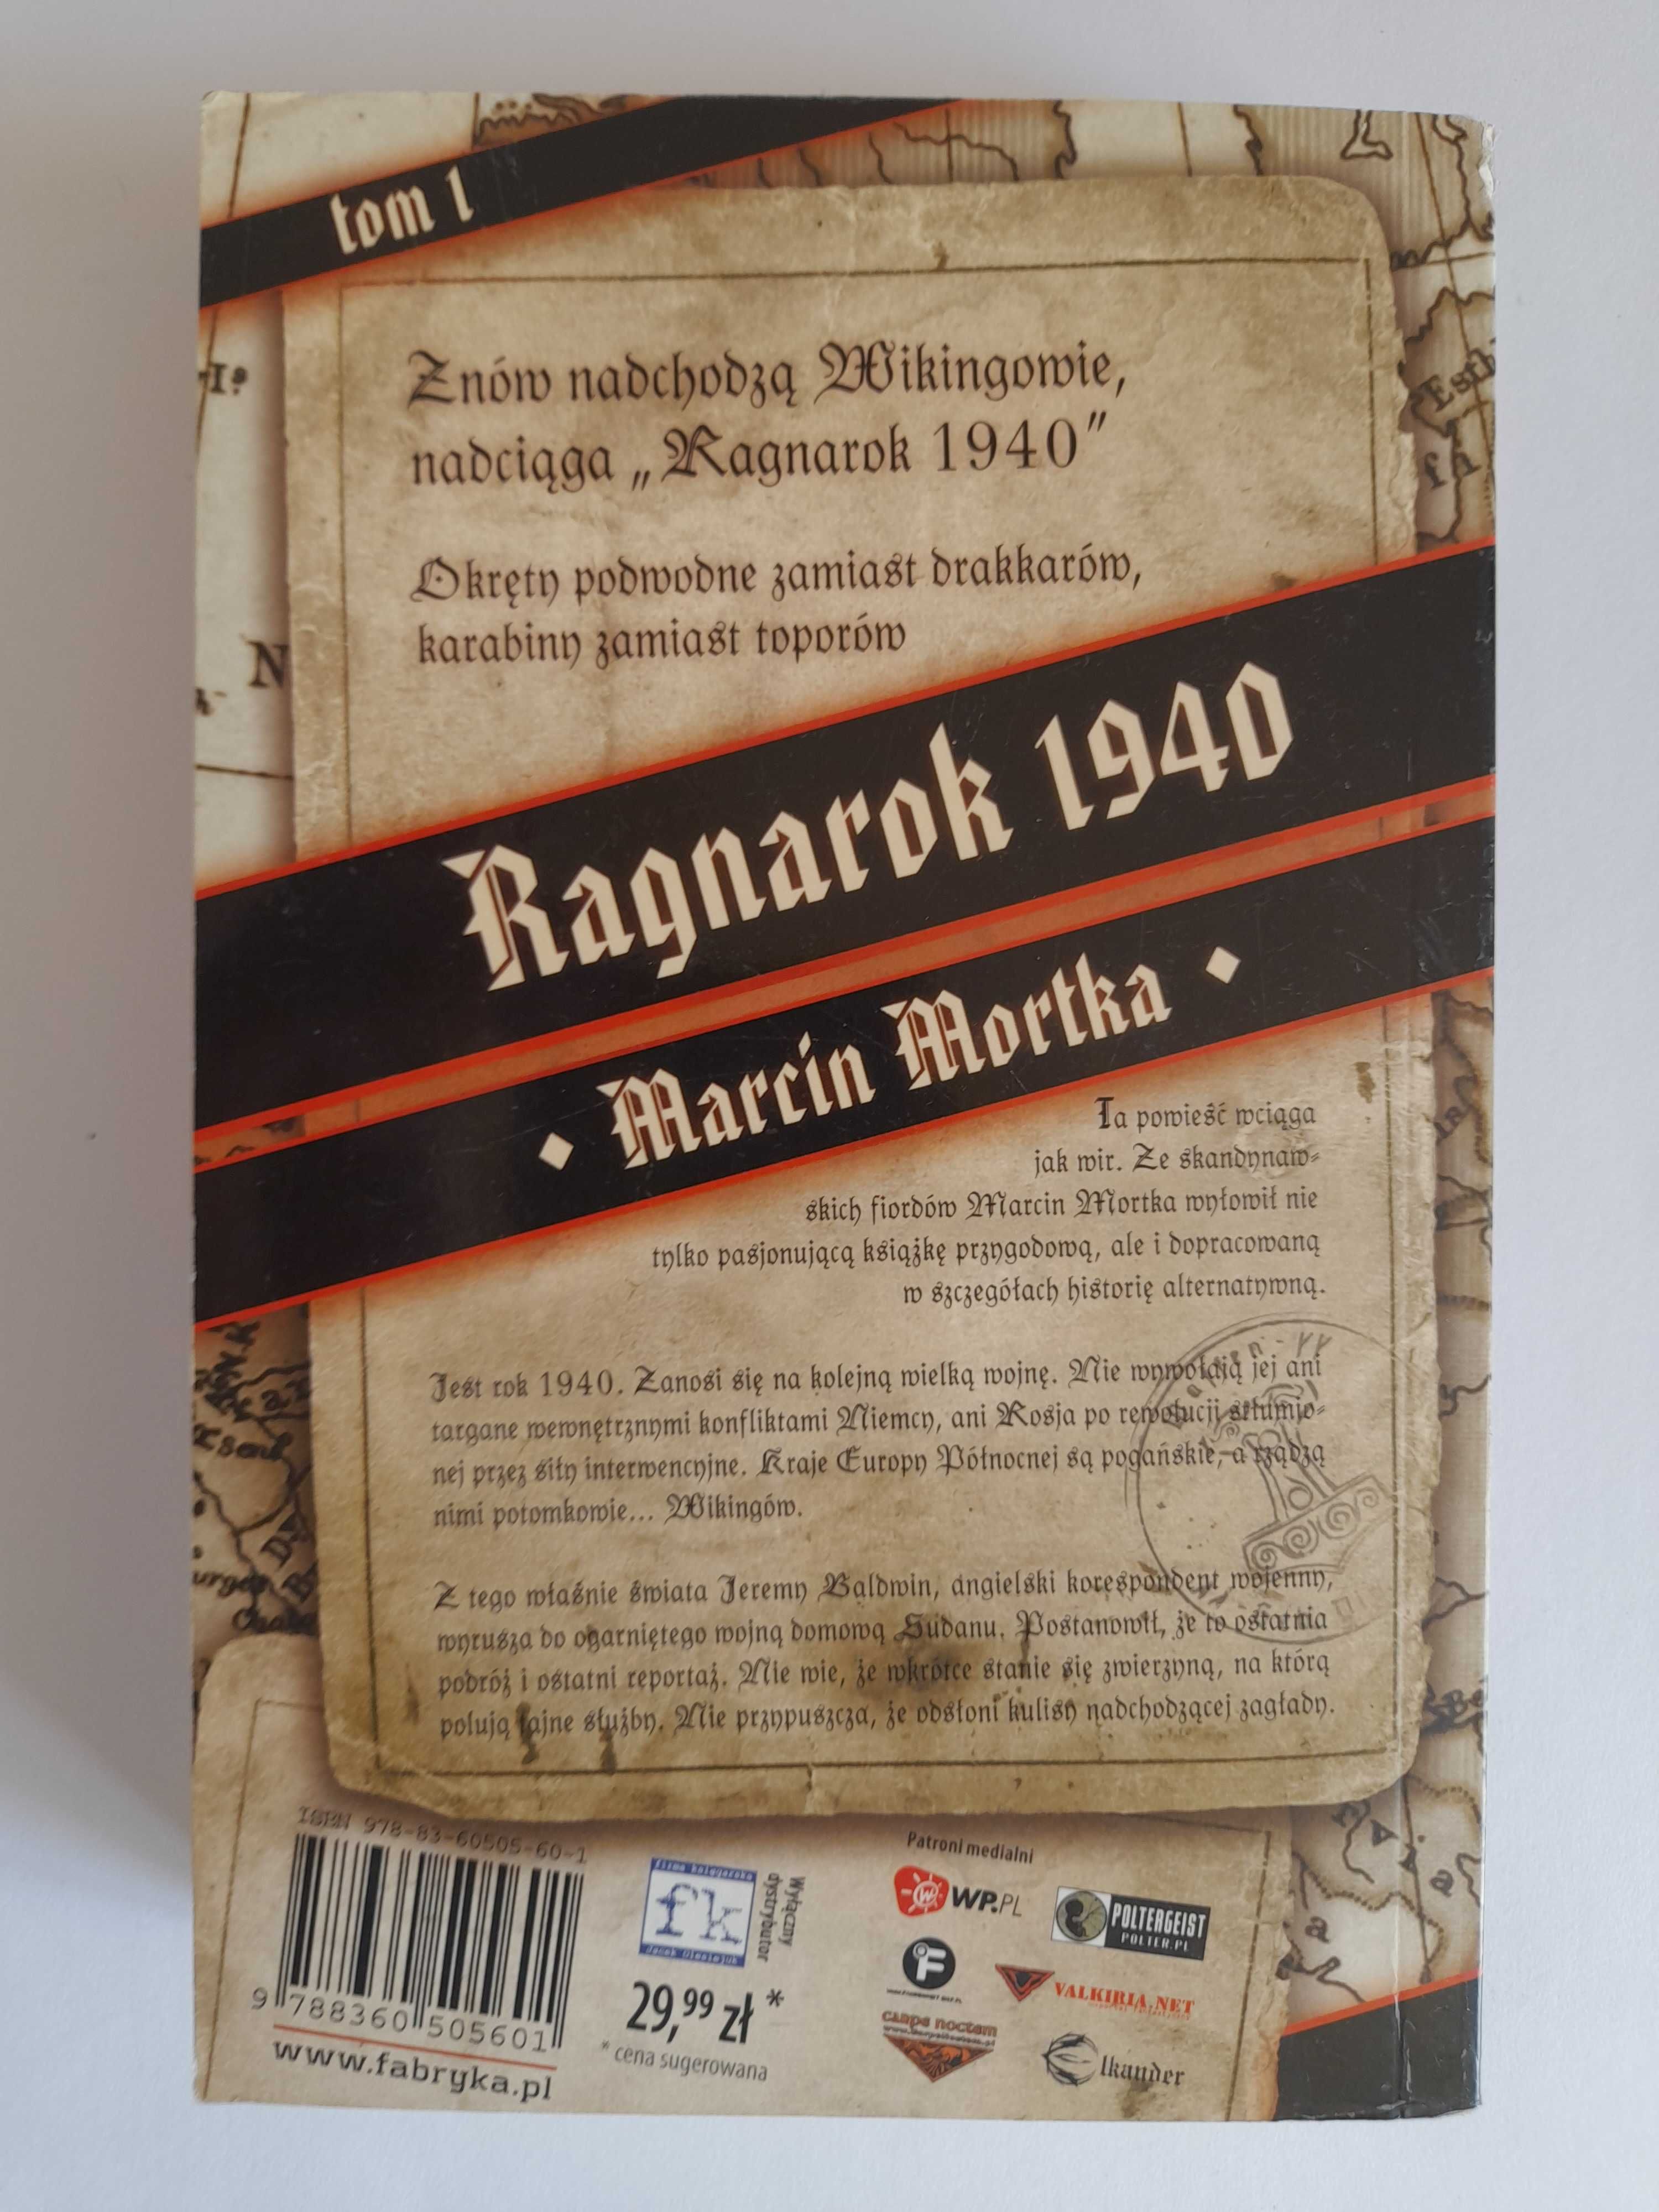 tom 1
Znów nadchodzą Wikingowie,
nadciąga „Ragnarok 1940”
Okręty podwodne zamiast drakkarów,
karabiny zamiast toporów
Ragnarok 1940
Marcin Mortka
Ta powieść wciąga
jak wir. Ze skandynaw-
skich fiordów Marcin Mortka wyłowił nie
tylko pasjonującą książkę przygodową, ale i dopracowaną
w szczegółach historię alternatywną.
Jest rok 1940. Zanosi się na kolejną wielką wojnę. Nie wywołają jej ani
targane wewnętrznymi konfliktami Niemcy, ani Rosja po rewolucji stłumio-
nej przez siły interwencyjne. Kraje Europy Północnej są pogańskie, a rządzą
nimi potomkowie... Wikingów.
Z tego właśnie świata Jeremy Baldwin, angielski korespondent wojenny,
wyrusza do ogarniętego wojną domową Sudanu. Postanowił, że to ostatnia
podróż i ostatni reportaż. Nie wie, że wkrótce stanie się zwierzyną, na którą
polują tajne służby. Nie przypuszcza, że odsłoni kulisy nadchodzącej zagłady.
ISBN 978-83-60505-60-1
9 788360 505601
www.fabryka.pl
firma księgarska
fk
Jacek Olesiejuk
Wyłączny
dystrybutor
29,99 zł *
* cena sugerowana
Patroni medialni
WP.PL
POLTERGEIST
POLTER.PL
VALKIRIA.NET
carpe noctem
Elkander